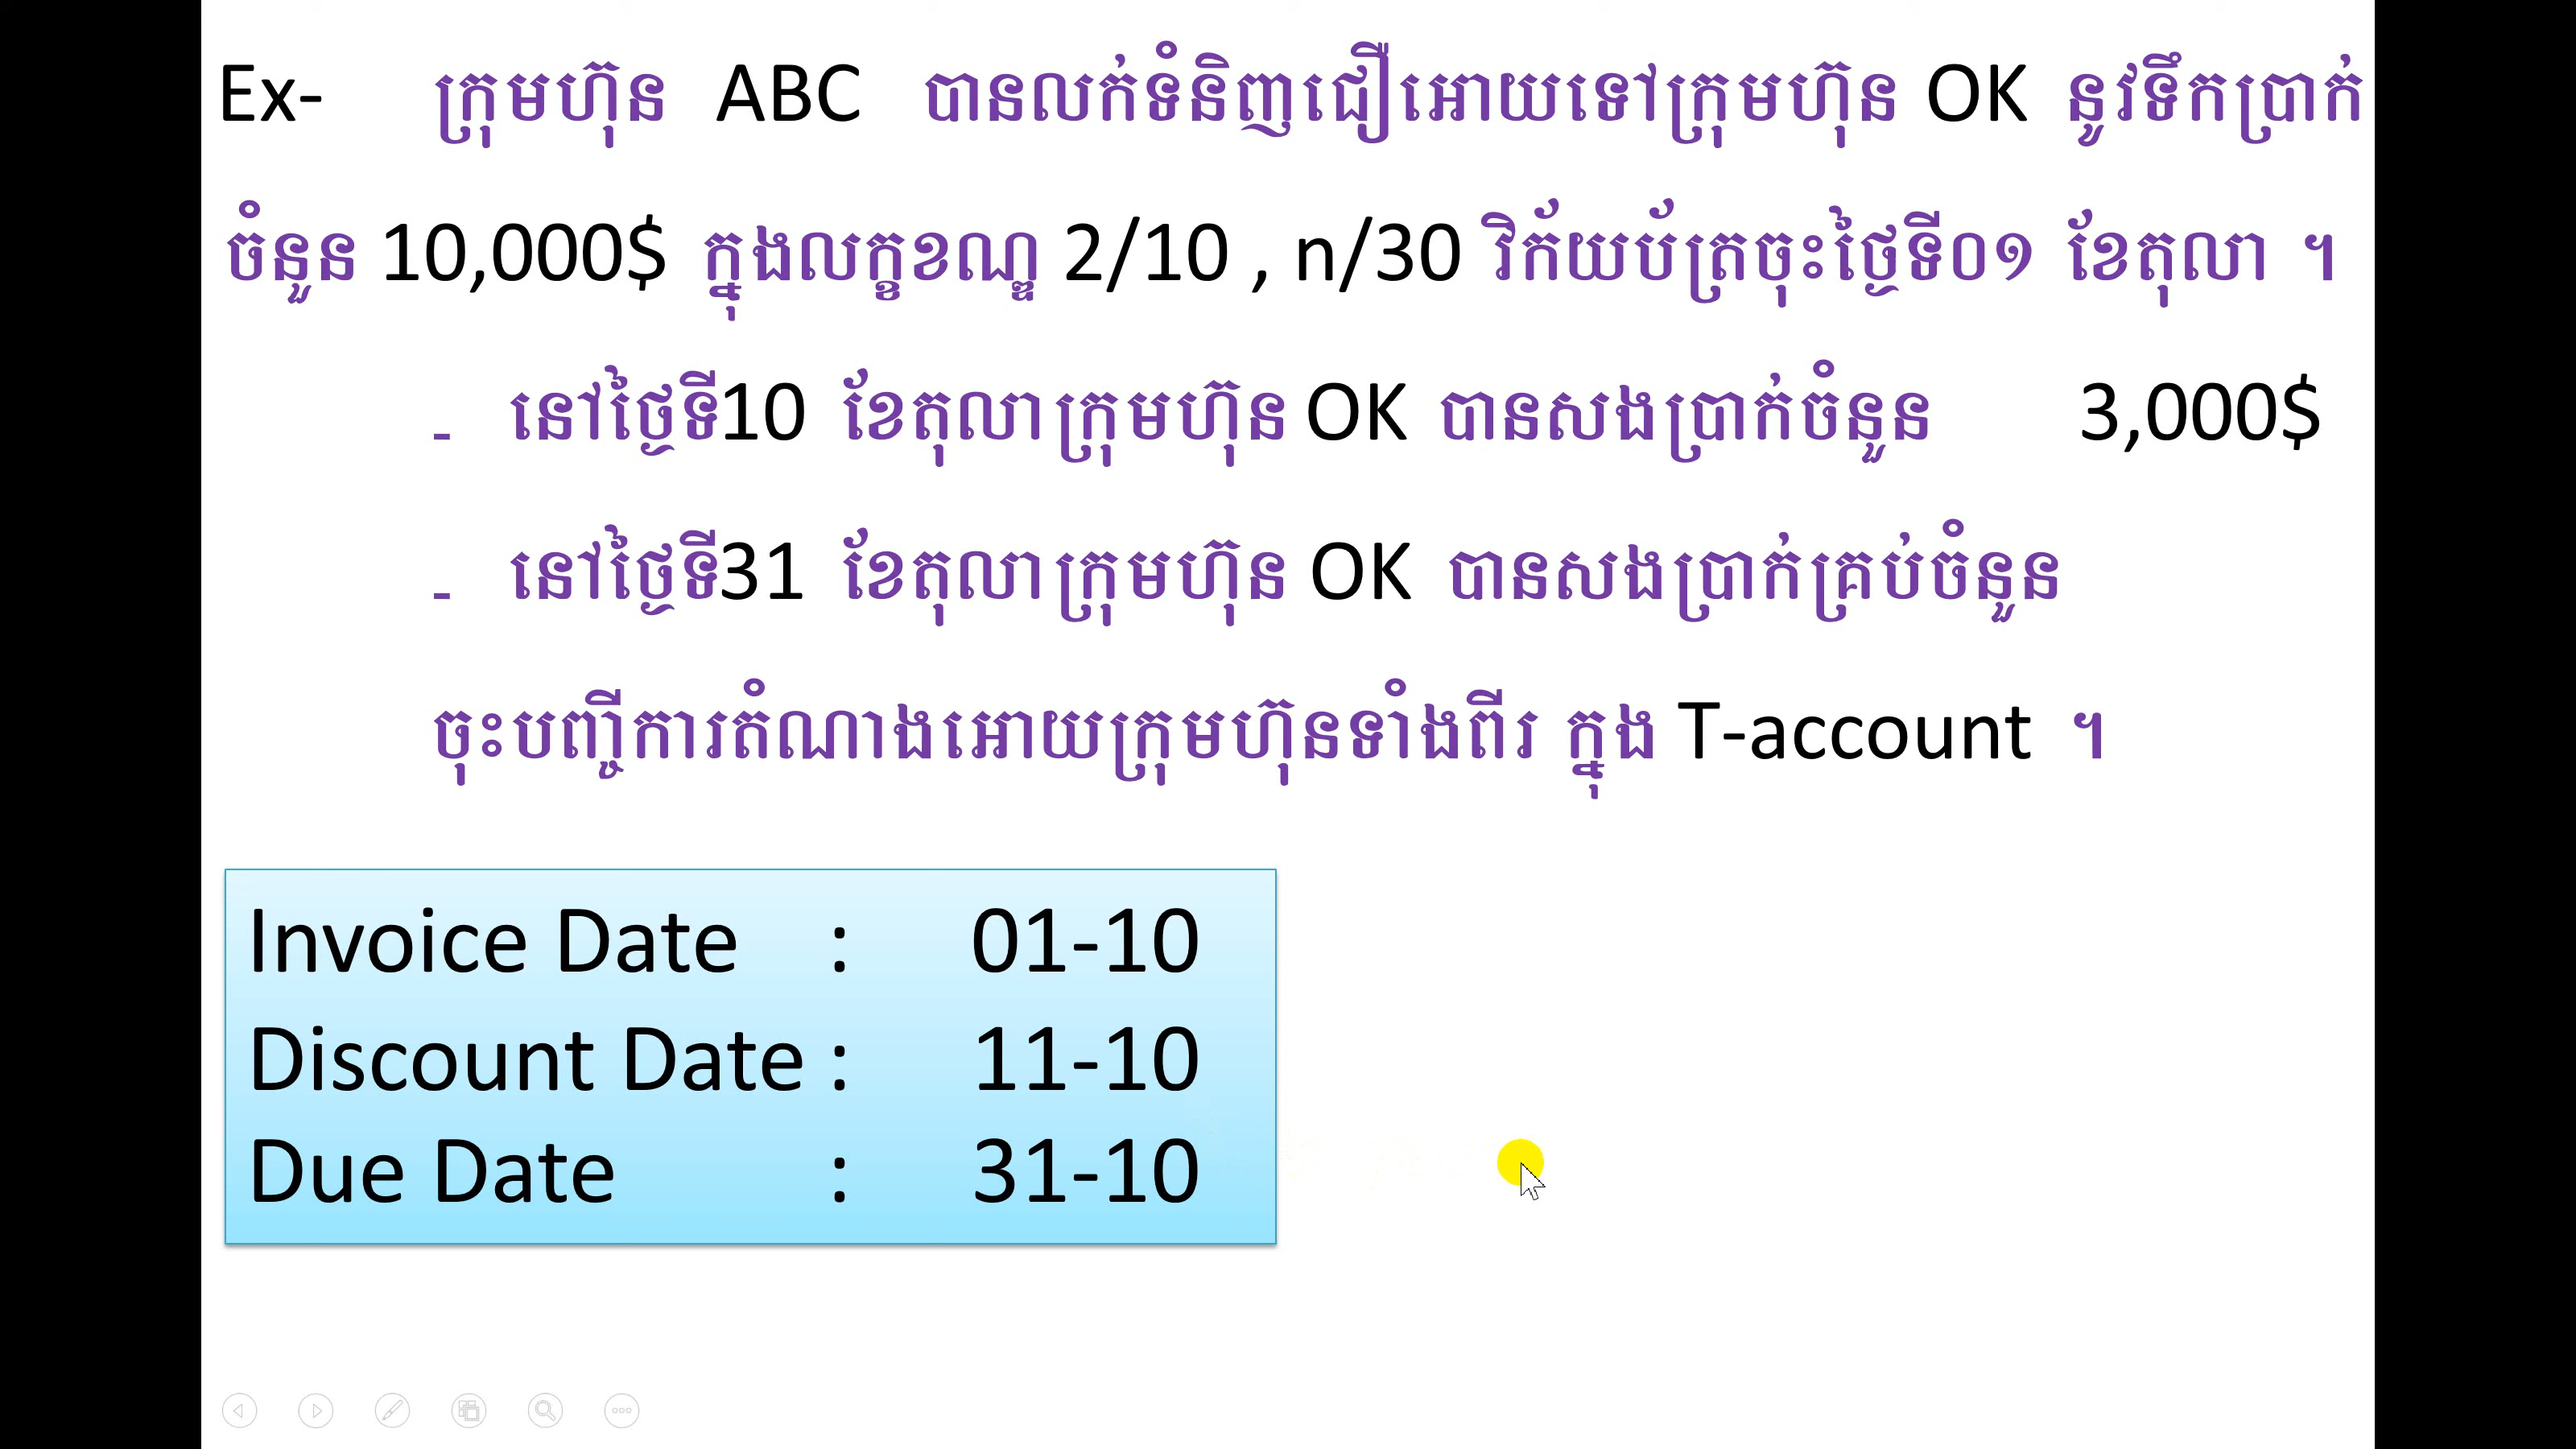 Ex- ក្រុមហ៊ុន ABC បានលក់ទំនិញជឿអោយទៅក្រុមហ៊ុន OK នូវទឹកប្រាក់
ចំនួន 10,000$ ក្នុងលក្ខខណ្ឌ 2/10 , n/30 វិក័យប័ត្រចុះថ្ងៃទី០១ ខែតុលា ។
- នៅថ្ងៃទី10 ខែតុលាក្រុមហ៊ុន OK បានសងប្រាក់ចំនួន 3,000$
- នៅថ្ងៃទី31 ខែតុលាក្រុមហ៊ុន OK បានសងប្រាក់គ្រប់ចំនួន
ចុះបញ្ជីការតំណាងអោយក្រុមហ៊ុនទាំងពីរ ក្នុង T-account ។
Invoice Date : 01-10
Discount Date : 11-10
Due Date : 31-10